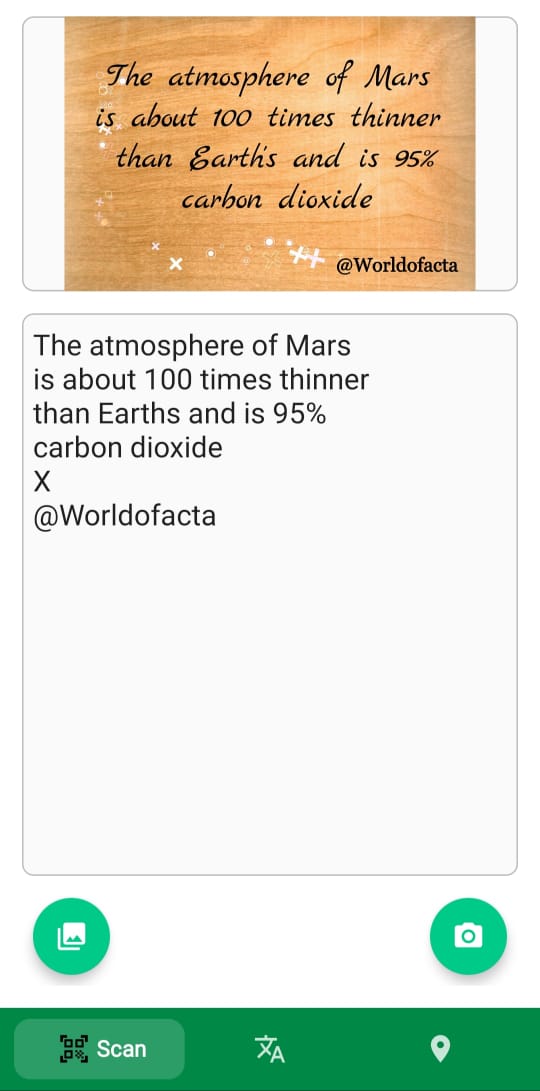 The atmosphere of Mars
is about 100 times thinner
than Earth's and is 95%
carbon dioxide
@Worldofacta
The atmosphere of Mars
is about 100 times thinner
than Earths and is 95%
carbon dioxide
X
@Worldofacta
Scan